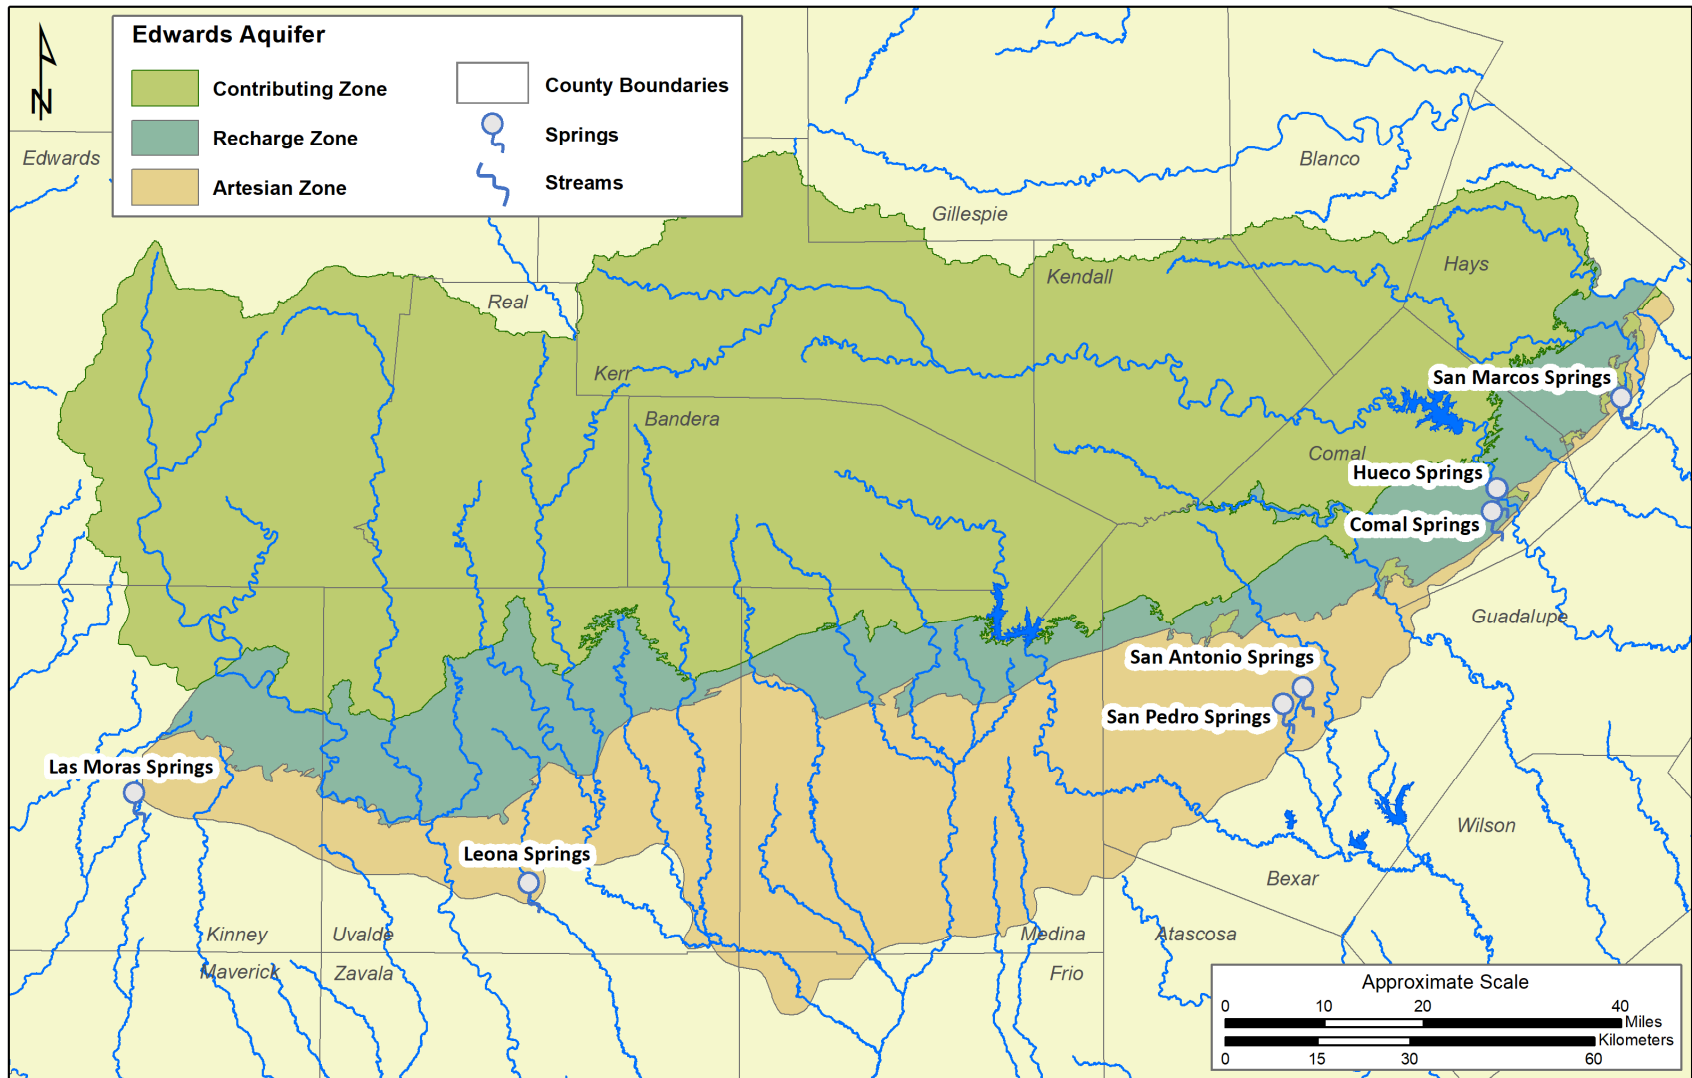 Edwards Aquifer
Contributing Zone
Recharge Zone
Artesian Zone
County Boundaries
Springs
Streams
N
Edwards
Blanco
Gillespie
Kendall
Hays
Real
Kerr
San Marcos Springs
Bandera
Comal
Hueco Springs
Comal Springs
Guadalupe
San Antonio Springs
San Pedro Springs
Las Moras Springs
Wilson
Leona Springs
Bexar
Kinney
Uvalde
Medina
Atascosa
Maverick
Zavala
Frio
Approximate Scale
0 10 20 40
Miles
Kilometers
0 15 30 60